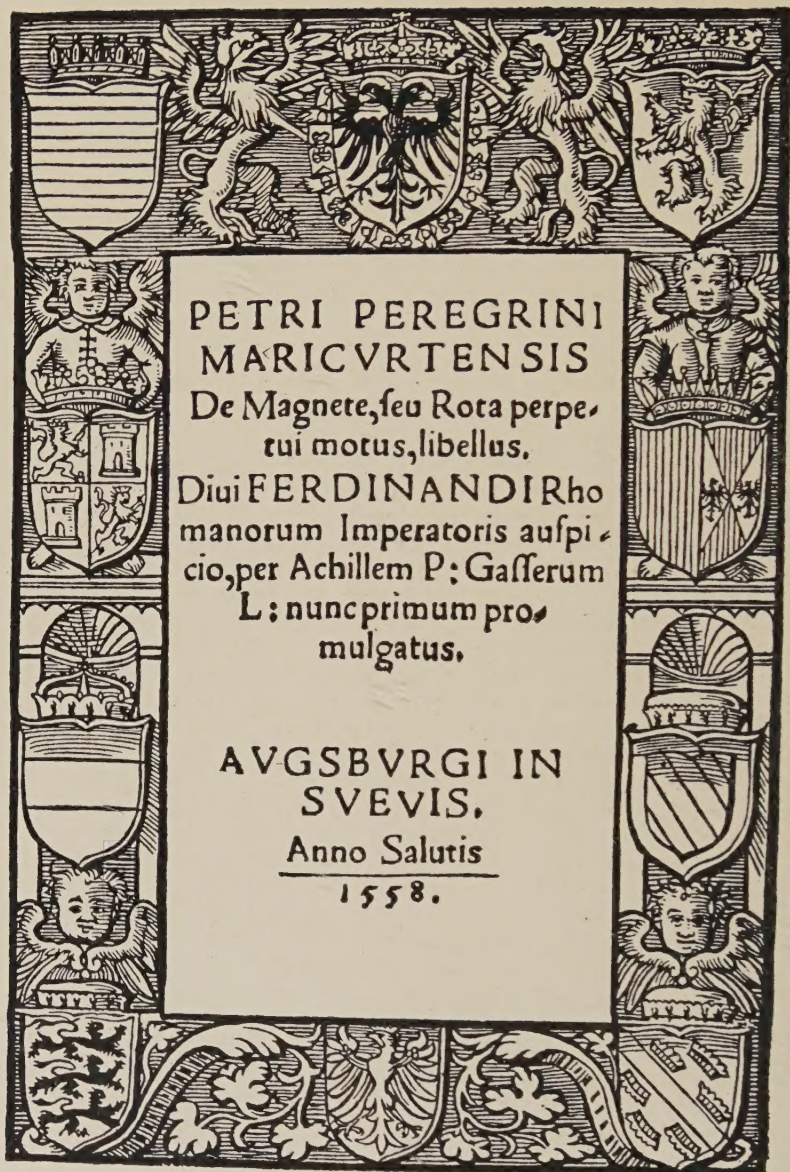 PETRI PEREGRINI
MARICVRTENSIS
De Magnete, ſeu Rota perpe-
tui motus, libellus.
Diui FERDINANDI Rho
manorum Imperatoris auſpi-
cio, per Achillem P: Gaſſerum
L: nunc primum pro-
mulgatus.
AVGSBVRGI IN
SVEVIS.
Anno Salutis
1558.